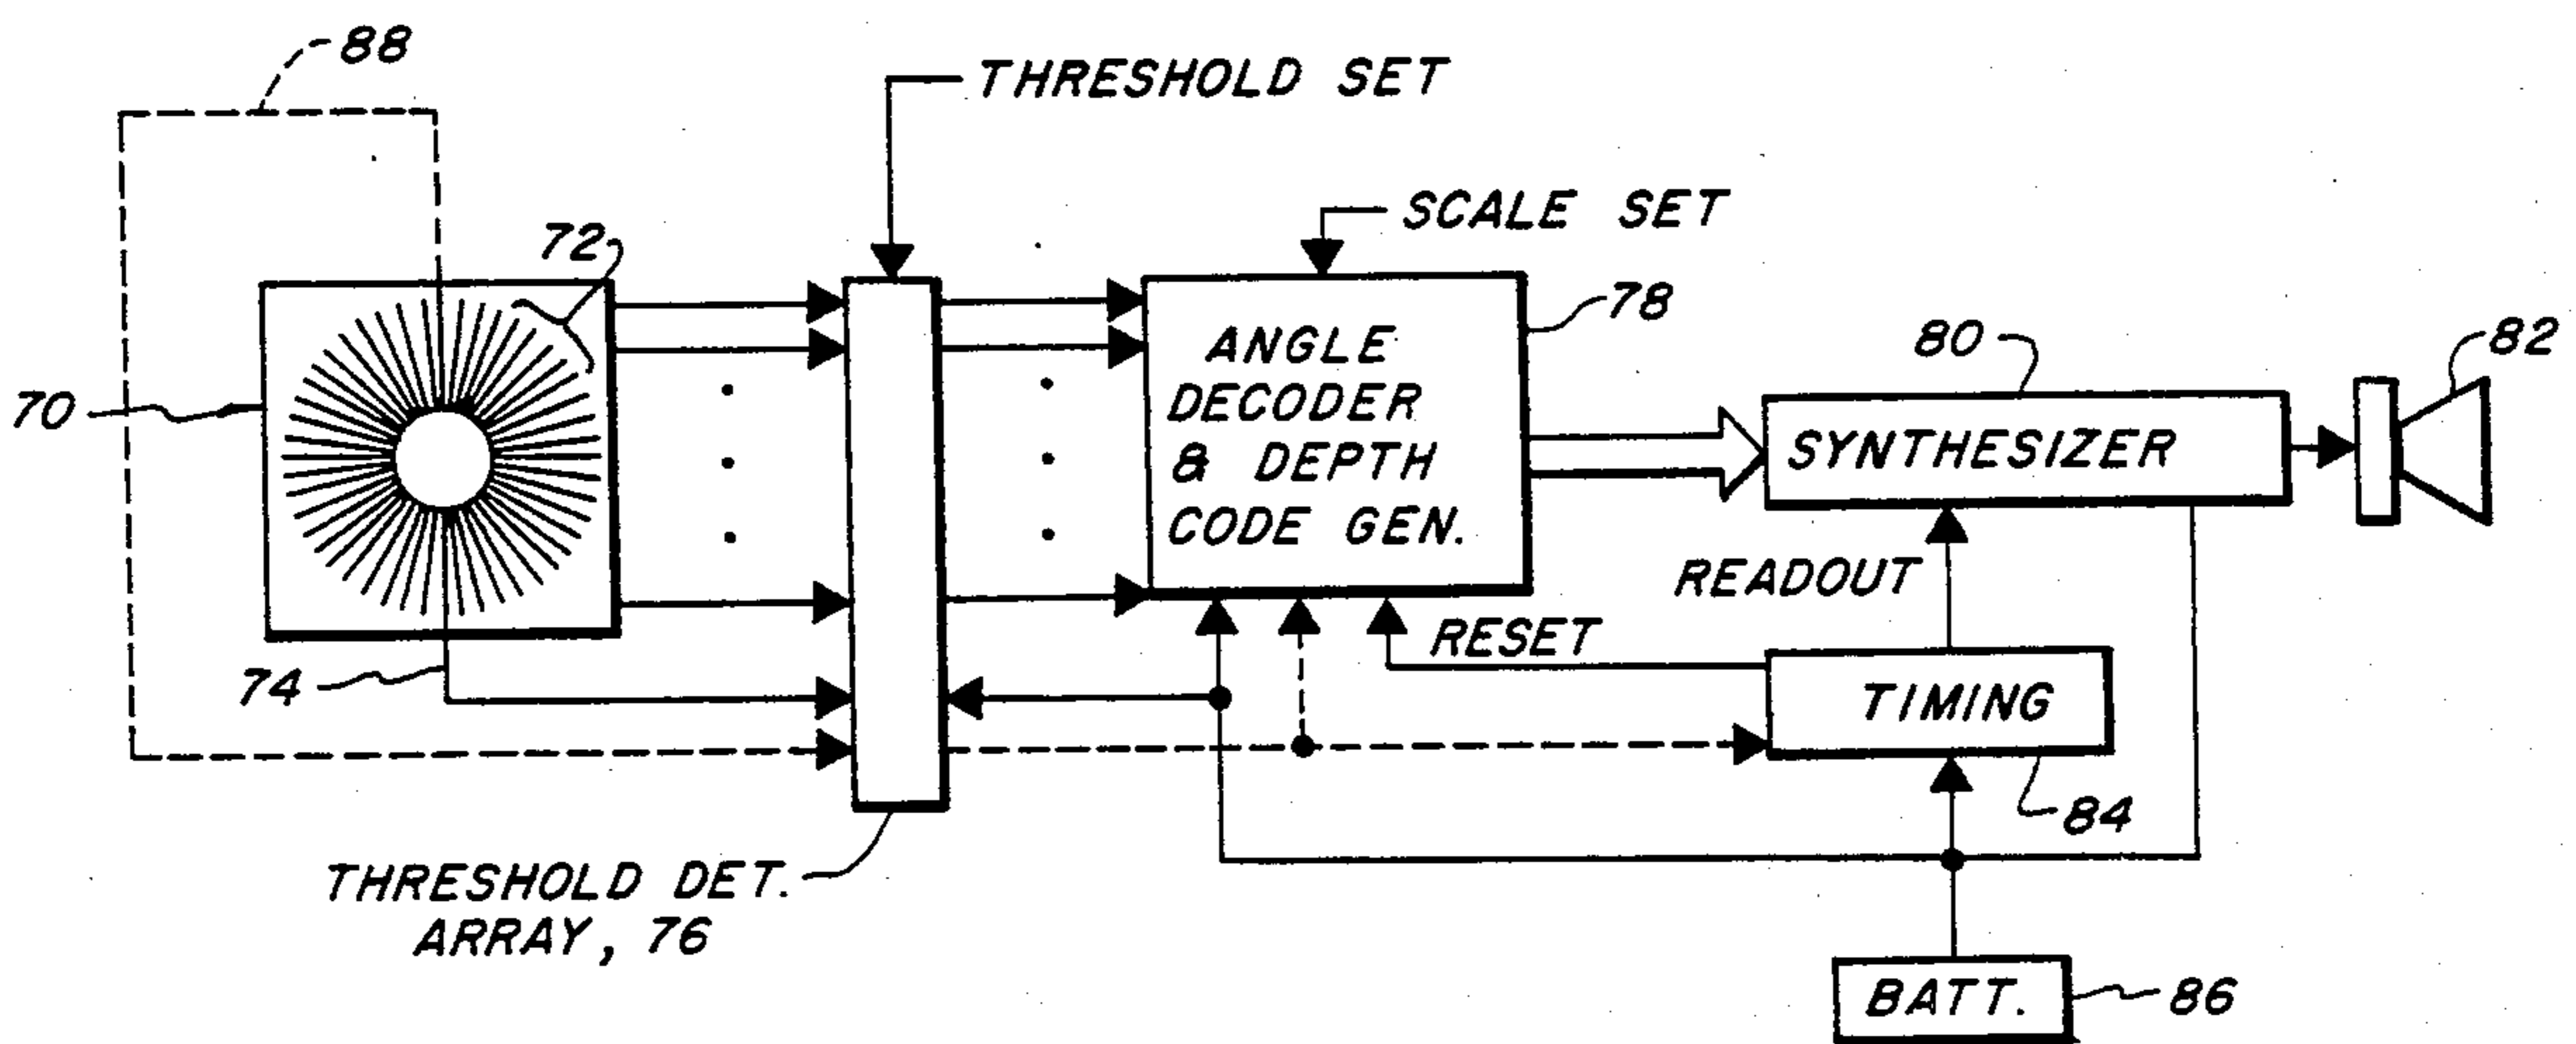 88
THRESHOLD SET
SCALE SET
72
78
ANGLE
DECODER
& DEPTH
CODE GEN.
80
82
70
SYNTHESIZER
READOUT
RESET
74
TIMING
84
THRESHOLD DET.
ARRAY, 76
BATT.
86